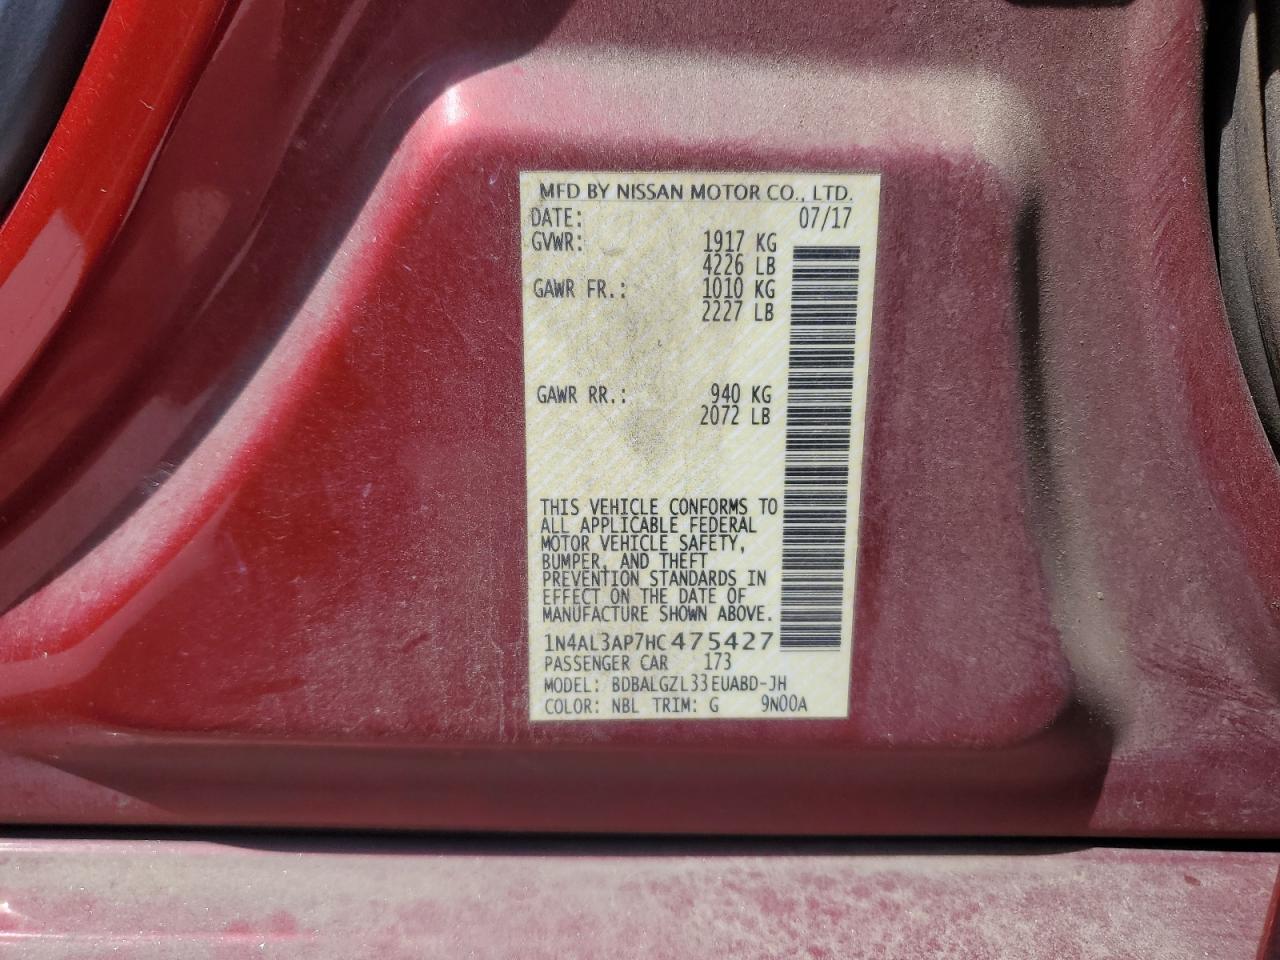 MFD BY NISSAN MOTOR CO., LTD.
DATE: 07/17
GVWR: 1917 KG
4226 LB
GAWR FR.: 1010 KG
2227 LB
GAWR RR.: 940 KG
2072 LB
THIS VEHICLE CONFORMS TO
ALL APPLICABLE FEDERAL
MOTOR VEHICLE SAFETY,
BUMPER, AND THEFT
PREVENTION STANDARDS IN
EFFECT ON THE DATE OF
MANUFACTURE SHOWN ABOVE.
1N4AL3AP7HC475427
PASSENGER CAR 173
MODEL: BDBALGZL33EUABD-JH
COLOR: NBL TRIM: G 9N00A